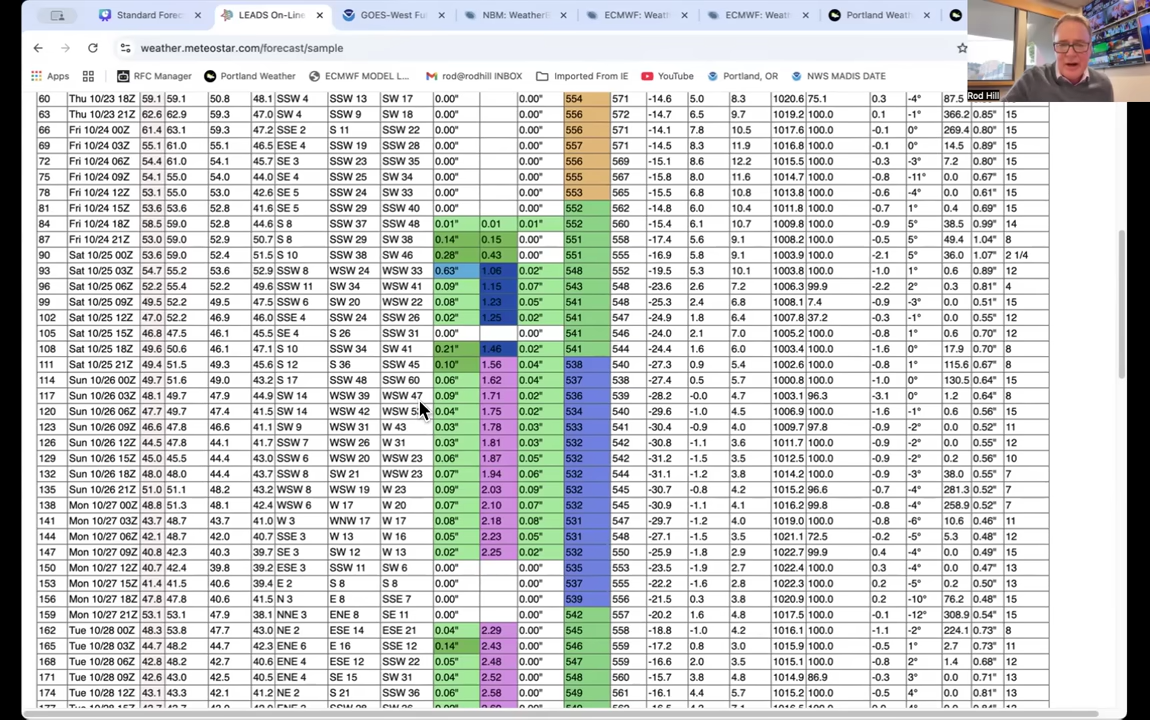 Standard Forec
LEADS On-Lin
GOES-West Fu
NBM: WeatherB
ECMWF: Weath
ECMWF: Weath
Portland Weath
weather.meteostar.com/forecast/sample
Apps RFC Manager Portland Weather ECMWF MODEL L... rod@rodhill INBOX Imported From IE YouTube Portland, OR NWS MADIS DATE
Rod Hill
60 Thu 10/23 18Z 59.1 59.1 50.8 48. SSW 4 SSW 13 SW 17 0.00" 0.00" 554 571 -14.6 5.0 8.3 1020.6 75.1 0.3 -4° 87.5
63 Thu 10/23 21Z 62.6 62.9 59.3 47.0 SW 4 SSW 9 SW 18 0.00" 0.00" 556 572 -14.7 6.5 9.7 1019.2 100.0 0.1 -1° 366.2 0.85" 15
66 Fri 10/24 00Z 61.4 63.1 59.3 47.2 SSE 2 S 11 SSW 22 0.00" 0.00" 556 571 -14.1 7.8 10.5 1017.6 100.0 -0.1 0° 269.4 0.80" 15
69 Fri 10/24 03Z 55.1 61.0 55.1 46.5 ESE 4 SSW 19 SSW 28 0.00" 0.00" 557 571 -14.5 8.3 11.9 1016.8 100.0 0.0 0° 14.5 0.89" 15
72 Fri 10/24 06Z 54.4 61.0 54.4 45.7 SE 3 SSW 23 SSW 35 0.00" 0.00" 556 569 -15.1 8.6 12.2 1015.5 100.0 -0.3 -3° 7.2 0.80" 15
75 Fri 10/24 09Z 54.1 55.0 54.0 44.0 SE 4 SSW 25 SW 34 0.00" 0.00" 555 567 -15.8 8.0 11.6 1014.7 100.0 -0.8 -11° 0.0 0.67" 15
78 Fri 10/24 12Z 53.1 55.0 53.0 42.6 SE 5 SSW 24 SW 33 0.00" 0.00" 553 565 -15.5 6.8 10.8 1013.8 100.0 -0.6 -4° 0.0 0.61" 15
81 Fri 10/24 15Z 53.6 53.6 52.8 41.8 SE 5 SSW 29 SSW 40 0.00" 0.00" 552 562 -14.8 6.0 10.4 1011.7 100.0 -0.8 1° 0.4 0.69" 15
84 Fri 10/24 18Z 58.5 59.0 52.8 44.6 S 8 SSW 37 SSW 48 0.01" 0.01 0.01" 552 560 -15.4 6.1 10.7 1009.8 100.0 -0.9 5° 38.5 0.99" 14
87 Fri 10/24 21Z 53.0 59.0 52.9 50.7 S 8 SSW 29 SW 38 0.14" 0.15 0.00" 551 558 -17.4 5.6 9.1 1008.2 100.0 -0.5 5° 49.4 1.04" 8
90 Sat 10/25 00Z 52.4 60.1 52.4 51.5 S 10 SSW 38 SW 46 0.28" 0.43 0.00" 551 555 -16.9 5.8 9.1 1003.8 100.0 -2.1 5° 36.0 1.07" 2 1/4
93 Sat 10/25 03Z 54.7 55.2 53.6 52.9 SSW 8 WSW 24 WSW 33 0.63" 1.06 0.02" 548 552 -19.5 5.3 10.1 1003.8 100.0 -1.0 1° 0.6 0.89" 12
96 Sat 10/25 06Z 52.2 55.4 52.2 49.6 SSW 11 SW 34 WSW 41 0.09" 1.15 0.07" 543 548 -23.6 2.6 7.2 1006.3 99.9 -2.2 2° 0.3 0.81" 4
99 Sat 10/25 09Z 49.5 52.2 49.5 47.5 SSW 6 SW 20 WSW 22 0.08" 1.23 0.05" 541 548 -25.3 2.4 6.8 1008.1 7.4 -0.9 -3° 0.0 0.51" 15
102 Sat 10/25 12Z 47.0 52.2 46.9 46.0 SSE 4 SSW 24 SSW 26 0.02" 1.25 0.02" 541 547 -24.9 1.8 6.4 1007.8 37.2 -0.3 -1° 0.0 0.55" 12
105 Sat 10/25 15Z 46.8 47.5 46.1 45.5 SE 4 S 26 SSW 31 0.00" 0.00" 541 546 -24.0 2.1 7.0 1005.2 100.0 -0.8 1° 0.6 0.70" 12
108 Sat 10/25 18Z 49.6 50.6 46.1 47.1 S 10 SSW 34 SW 41 0.21" 1.46 0.02" 541 544 -24.4 1.6 6.0 1003.4 100.0 -1.6 0° 17.9 0.70" 8
111 Sat 10/25 21Z 49.4 51.5 49.3 45.6 S 12 S 36 SSW 45 0.10" 1.56 0.04" 538 540 -27.3 0.9 5.5 1002.6 100.0 -0.8 1° 115.6 0.67" 8
114 Sun 10/26 00Z 49.7 51.6 49.0 43.2 S 17 SSW 48 SSW 60 0.06" 1.62 0.04" 537 538 -27.4 0.5 5.7 1000.8 100.0 -1.0 0° 130.5 0.64" 15
117 Sun 10/26 03Z 48.1 50.7 47.9 44.9 SW 14 WSW 39 WSW 47 0.09" 1.71 0.02" 536 539 -28.2 -0.0 4.7 1003.1 96.3 -3.1 0° 1.2 0.64" 8
120 Sun 10/26 06Z 47.7 49.7 47.4 41.5 SW 14 WSW 42 WSW 5 0.04" 1.75 0.02" 534 540 -29.6 -1.0 4.5 1006.9 100.0 -1.6 -1° 0.6 0.56" 15
123 Sun 10/26 09Z 46.6 47.8 46.6 41.1 SW 9 WSW 31 W 43 0.03" 1.78 0.03" 533 541 -30.4 -0.9 4.0 1009.7 97.8 -0.9 -3° 0.0 0.52" 11
126 Sun 10/26 12Z 44.5 47.8 44.1 41.7 SSW 7 WSW 26 W 31 0.03" 1.81 0.03" 532 542 -30.8 -1.1 3.6 1011.7 100.0 -0.9 -3° 0.0 0.55" 12
129 Sun 10/26 15Z 45.0 45.5 44.4 43.0 SSW 6 WSW 20 WSW 23 0.06" 1.87 0.05" 532 542 -31.2 -1.5 3.5 1012.5 100.0 -0.9 -2° 0.2 0.56" 10
132 Sun 10/26 18Z 48.0 48.0 44.4 43.7 SSW 8 SW 21 WSW 23 0.07" 1.94 0.06" 532 544 -31.1 -1.2 3.8 1014.2 100.0 -0.9 -3° 38.0 0.55" 7
135 Sun 10/26 21Z 51.0 51.1 48.2 43.2 WSW 8 WSW 19 W 23 0.09" 2.03 0.09" 532 545 -30.7 -0.8 4.2 1015.2 96.6 -0.7 -4° 281.3 0.52" 7
138 Mon 10/27 00Z 48.8 51.3 48.1 42.4 WSW 6 W 17 W 20 0.07" 2.10 0.07" 532 545 -30.9 -1.1 4.1 1016.2 99.8 -0.9 -4° 258.9 0.52" 7
141 Mon 10/27 03Z 43.7 48.7 43.7 41.0 W 3 WNW 17 W 17 0.08" 2.18 0.08" 531 547 -29.7 -1.2 4.0 1019.0 100.0 -0.8 -6° 10.6 0.46" 11
144 Mon 10/27 06Z 42.1 48.7 42.0 40.7 SSE 3 W 13 W 16 0.05" 2.23 0.05" 531 548 -27.1 -1.5 3.5 1021.1 72.5 -0.2 -5° 5.3 0.48" 12
147 Mon 10/27 09Z 40.8 42.3 40.3 39.7 SE 3 SW 12 W 13 0.02" 2.25 0.02" 532 550 -25.9 -1.8 2.9 1022.7 99.9 0.4 -4° 0.0 0.49" 13
150 Mon 10/27 12Z 40.7 42.4 39.8 39.2 ESE 3 SSW 11 SW 6 0.00" 0.00" 535 553 -23.5 -1.9 2.7 1022.4 100.0 -0.3 -3° 0.0 0.47" 13
153 Mon 10/27 15Z 41.4 41.5 40.6 39.4 E 2 S 8 S 8 0.00" 0.00" 537 555 -22.2 -1.6 2.8 1022.3 100.0 0.2 -5° 0.2 0.50" 13
156 Mon 10/27 18Z 47.8 47.8 40.6 41.5 N 3 E 8 SSE 7 0.00" 0.00" 539 556 -21.5 0.3 3.8 1020.9 100.0 0.2 -10° 76.2 0.48" 15
159 Mon 10/27 21Z 53.1 53.1 47.9 38.1 NNE 3 ENE 8 SE 11 0.00" 0.00" 542 557 -20.2 1.6 4.8 1017.5 100.0 -0.1 -12° 308.9 0.54" 15
162 Tue 10/28 00Z 48.3 53.8 47.7 43.0 NE 2 ESE 14 ESE 21 0.04" 2.29 0.00" 545 558 -18.8 -1.0 4.2 1016.1 100.0 -1.1 -2° 224.1 0.73" 8
165 Tue 10/28 03Z 44.7 48.2 44.6 43.7 ENE 6 E 16 SSE 12 0.14" 2.43 0.00" 546 559 -17.2 0.8 3.0 1015.9 100.0 -0.5 1° 2.7 0.73" 11
168 Tue 10/28 06Z 42.8 48.2 42.7 40.6 ENE 4 ESE 12 SSW 22 0.05" 2.48 0.00" 547 559 -16.6 2.0 3.5 1015.1 100.0 -0.8 2° 1.4 0.68" 12
171 Tue 10/28 09Z 42.6 43.0 42.5 41.0 ENE 4 SE 15 SW 31 0.04" 2.52 0.00" 548 560 -15.7 3.8 4.8 1014.9 86.9 -0.3 4° 0.0 0.71" 13
174 Tue 10/28 12Z 43.1 43.3 42.1 41.2 NE 2 S 21 SSW 36 0.06" 2.58 0.00" 549 561 -16.1 4.4 5.7 1015.2 100.0 -0.5 4° 0.0 0.81" 13